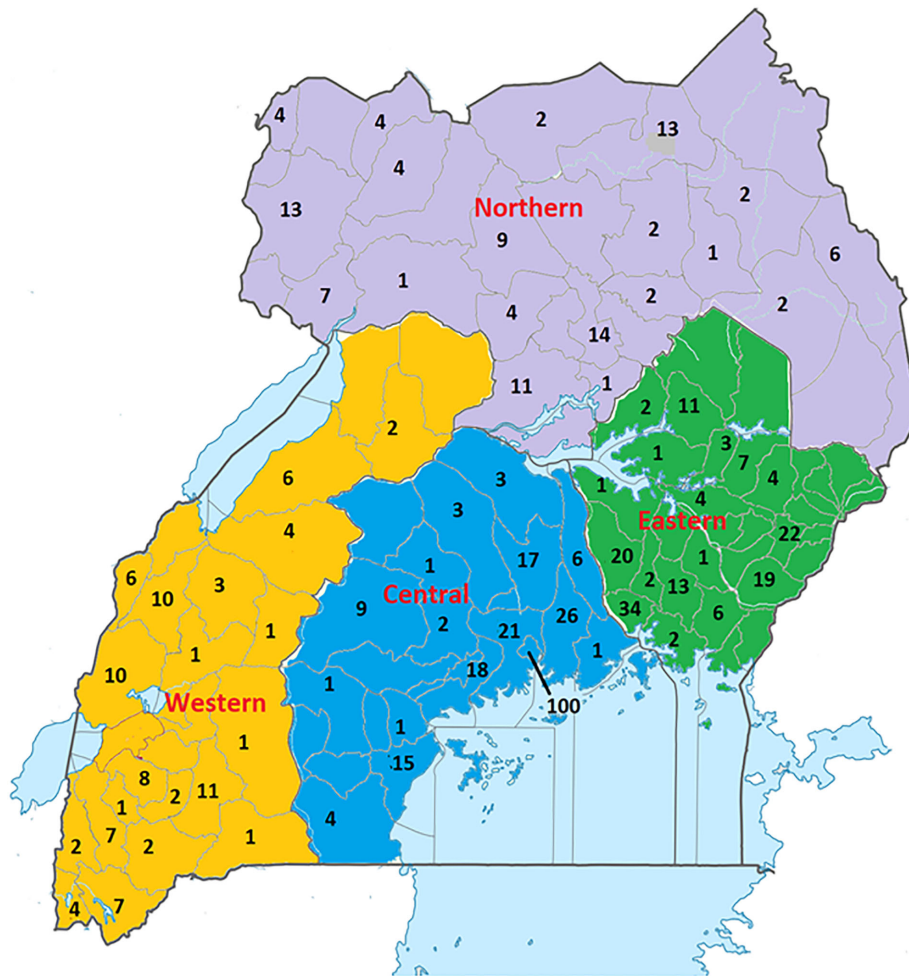 4 4 2 13
4
13 Northern 2 2
9 1 6
7 1 2 2
4
14
11 1
2 11
2
1 3 7
6 3 1 4 4
4 3 Eastern 22
6 10 3 1 17 6 20 1
9 Central 2 13 19
2 21 26 34 6
1 1 2
10 1 18
1
Western 100
1 1
15
8
1 2 11
4
7 1
2 2
4 7